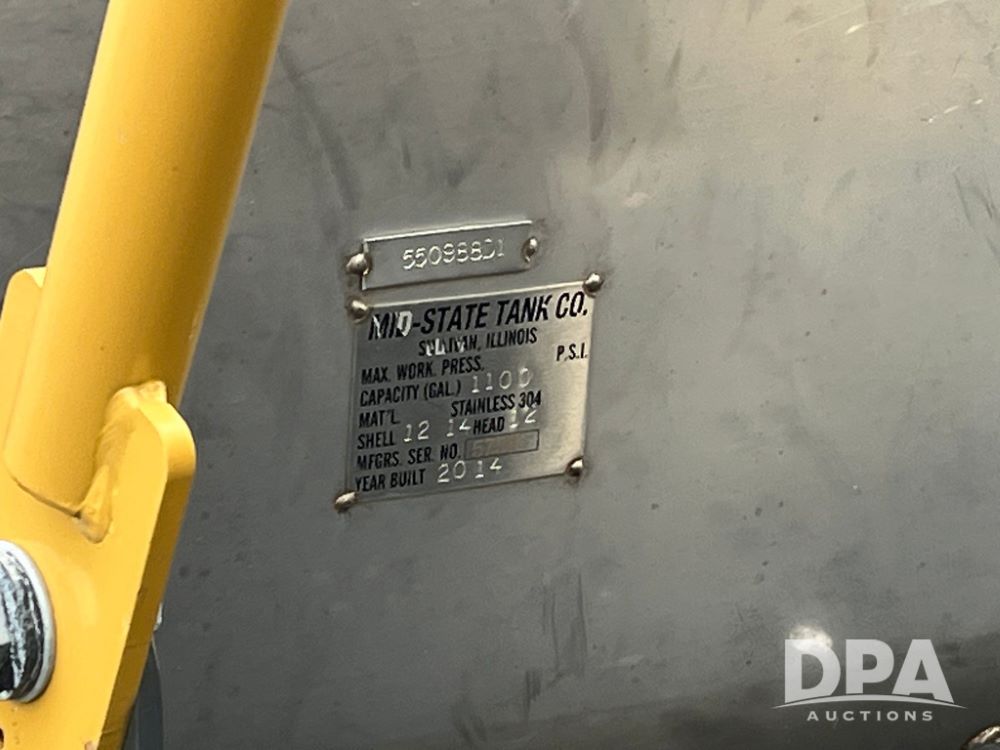 550988D1
MID-STATE TANK CO.
SULLIVAN, ILLINOIS
MAX. WORK. PRESS. P.S.I.
CAPACITY (GAL.) 1100
MAT'L. STAINLESS 304
SHELL 12 14 HEAD 12
MFGRS. SER. NO.
YEAR BUILT 2014
DPA
AUCTIONS